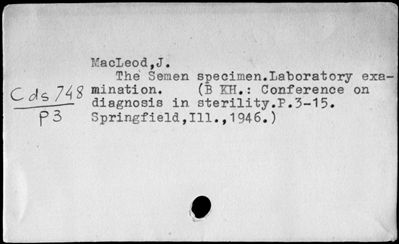 MacLeod,J.
The Semen specimen.Laboratory exa-
Cds 748 mination. (В КН.: Conference on
P3 diagnosis in sterility.P.3-15.
Springfield,Ill.,1946.)